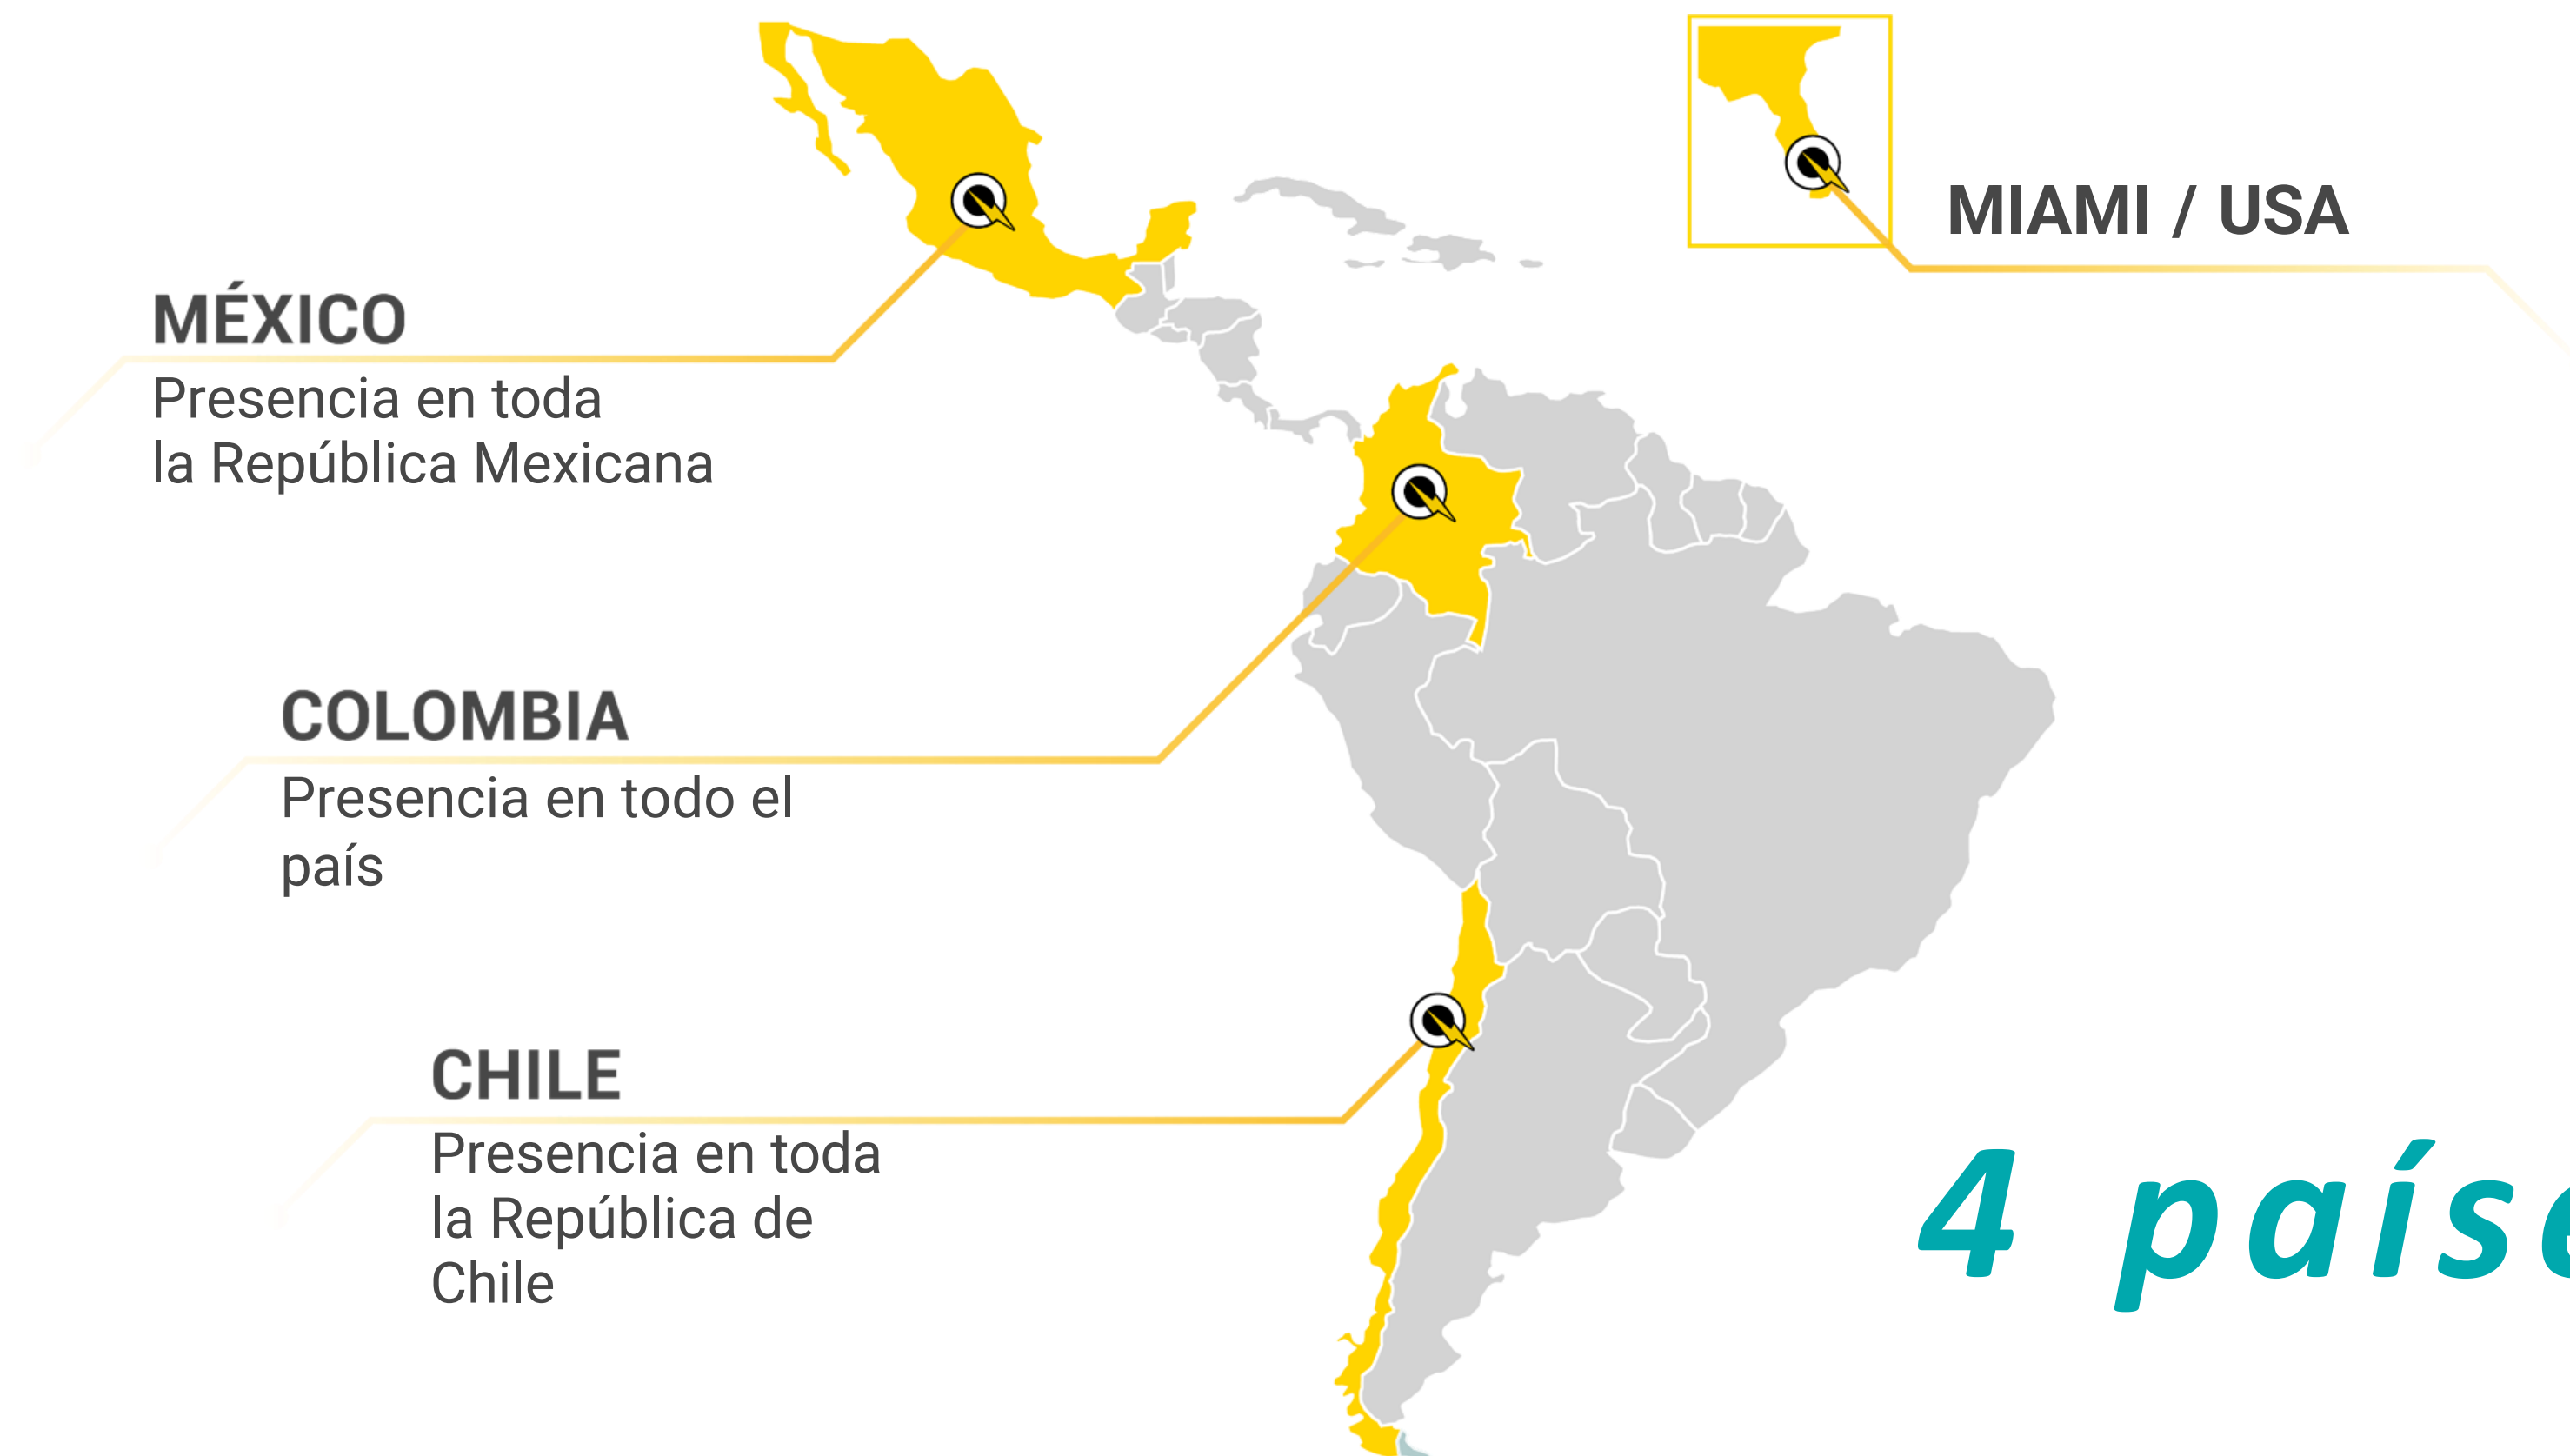 MIAMI / USA
MÉXICO
Presencia en toda
la República Mexicana
COLOMBIA
Presencia en todo el
país
CHILE
Presencia en toda
la República de
Chile
4